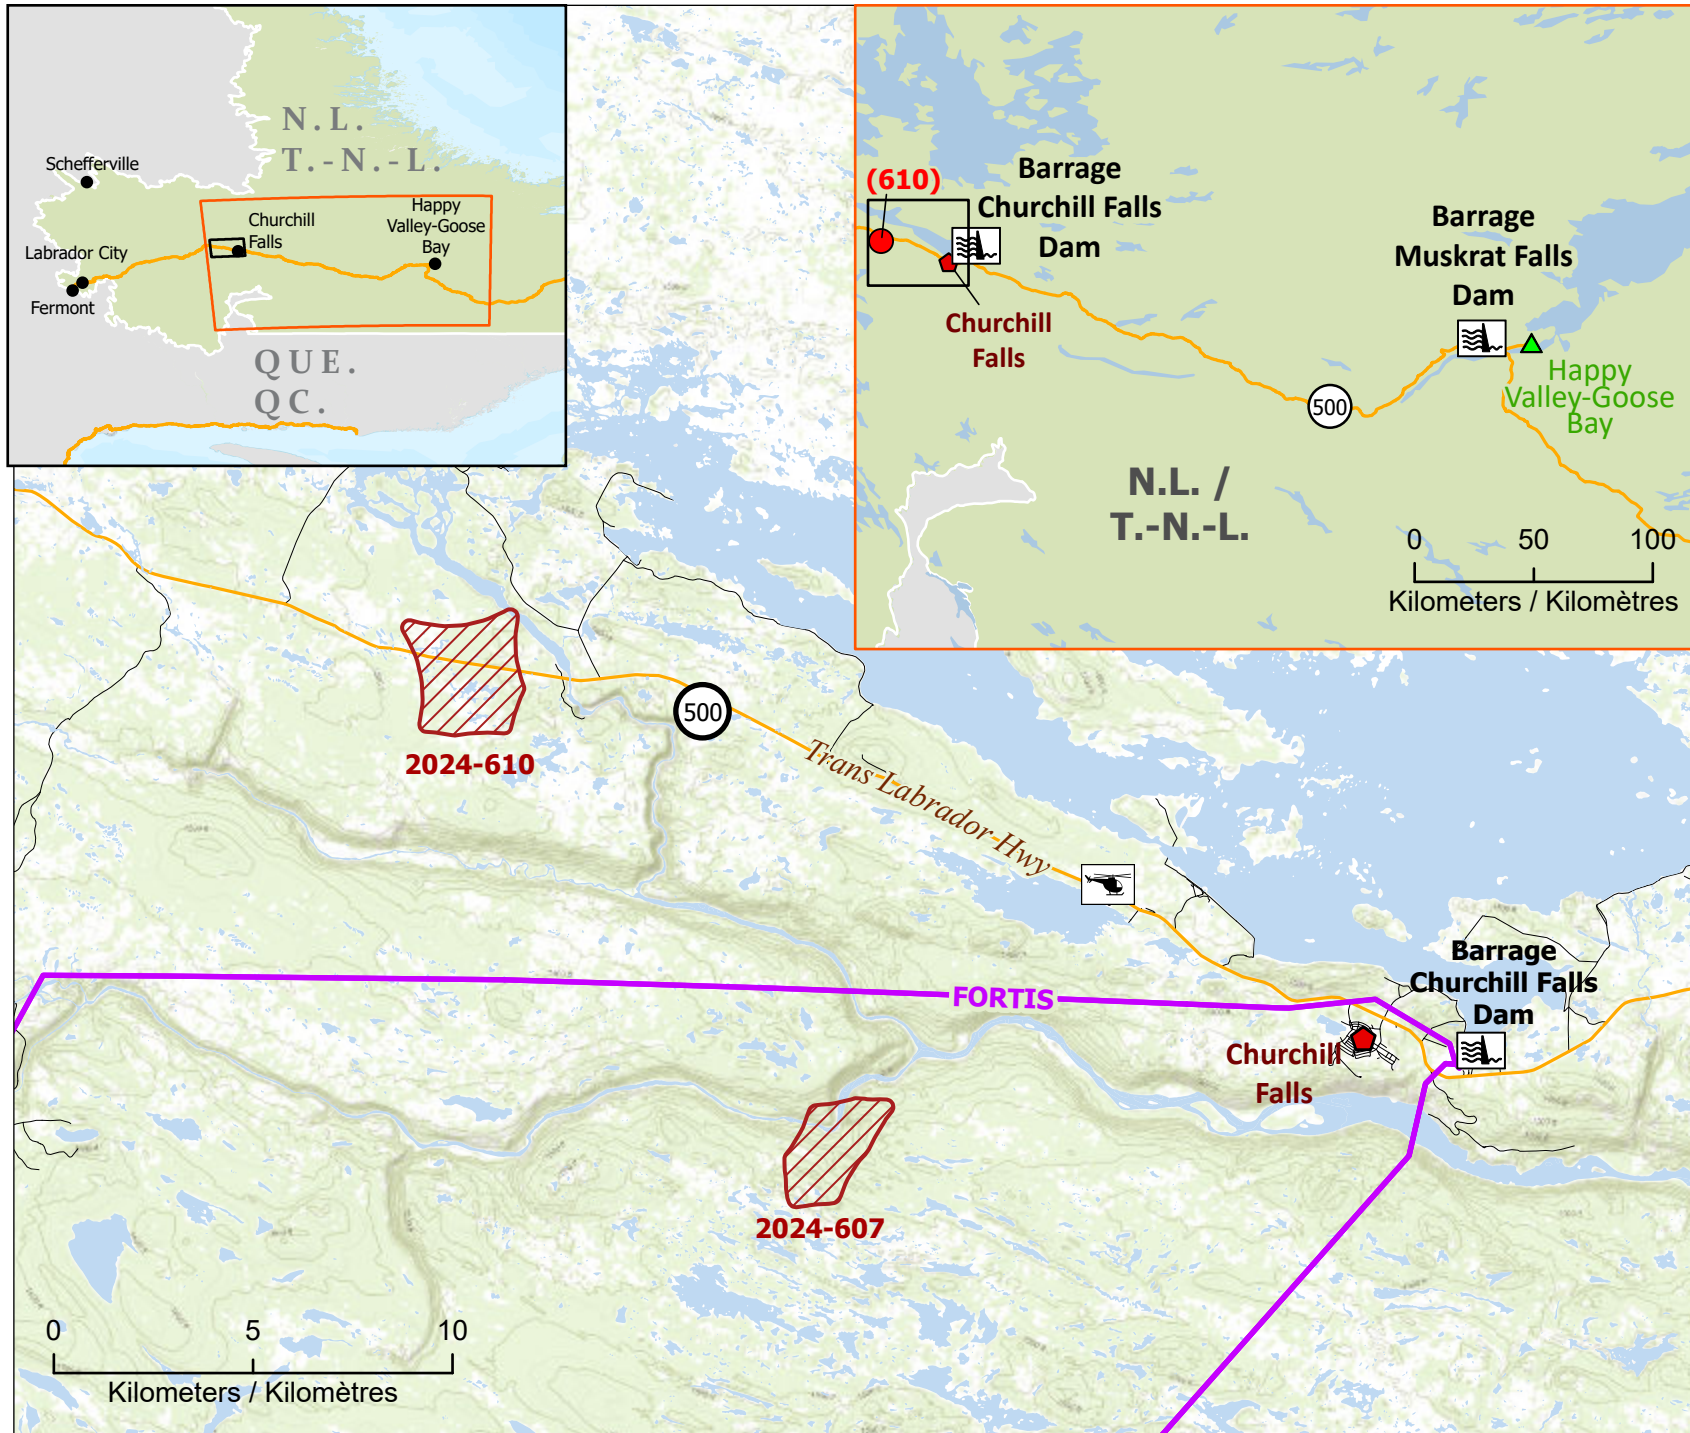 N.L.
T.-N.-L.
Schefferville
Churchill
Falls
Happy
Valley-Goose
Bay
Labrador City
Fermont
QUE.
QC.
(610)
Barrage
Churchill Falls
Dam
Churchill
Falls
Barrage
Muskrat Falls
Dam
Happy
Valley-Goose
Bay
500
N.L. /
T.-N.-L.
0 50 100
Kilometers / Kilomètres
2024-610
500
Trans Labrador Hwy
FORTIS
Barrage
Churchill Falls
Dam
Churchill
Falls
2024-607
0 5 10
Kilometers / Kilomètres